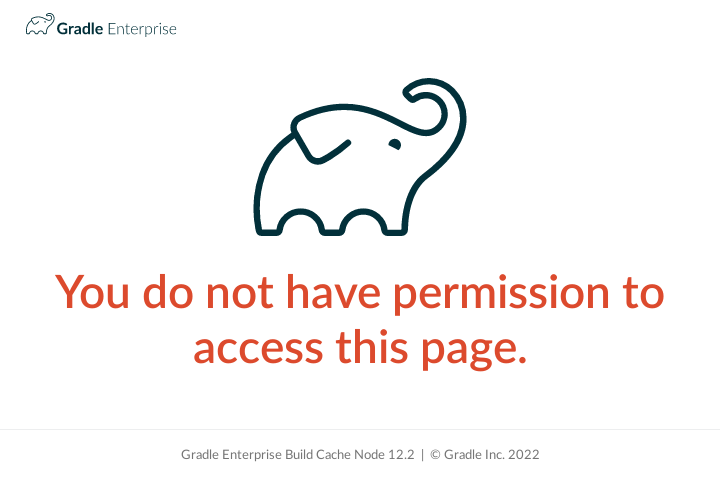 Gradle Enterprise
You do not have permission to
access this page.
Gradle Enterprise Build Cache Node 12.2 | © Gradle Inc. 2022